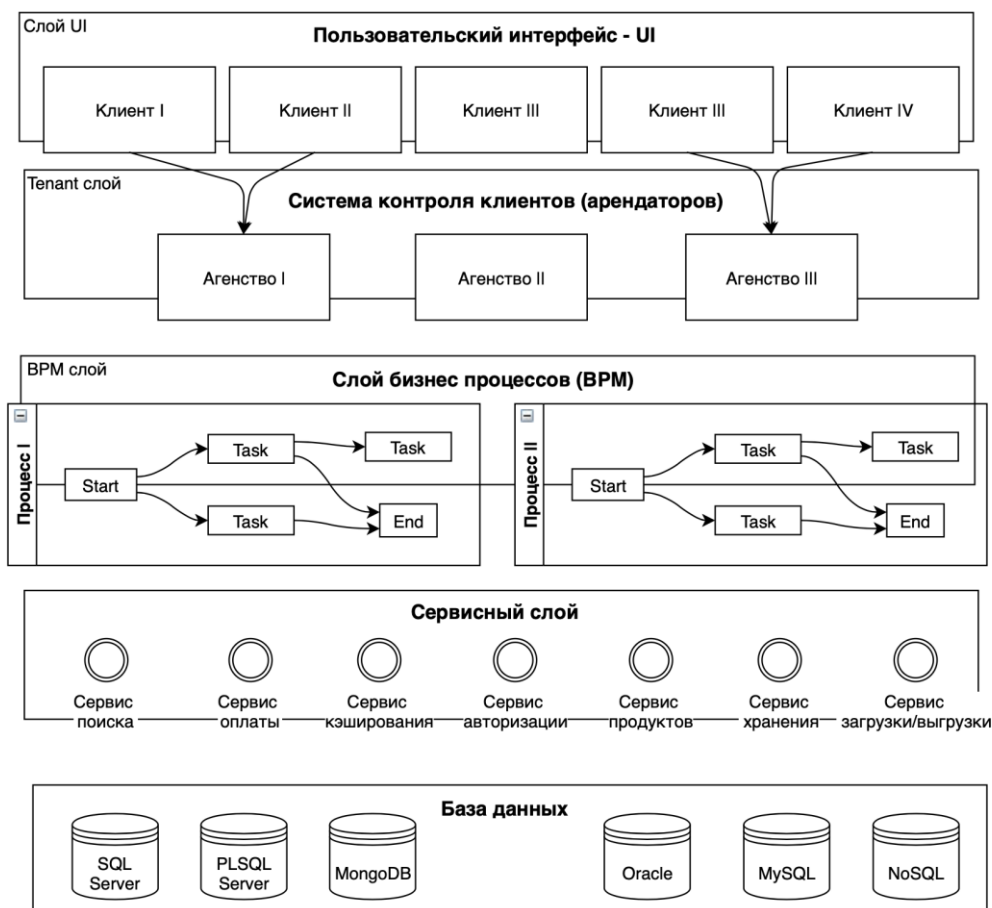 Слой UI
Пользовательский интерфейс - UI
Клиент I
Клиент II
Клиент III
Клиент III
Клиент IV
Tenant слой
Система контроля клиентов (арендаторов)
Агенство I
Агенство II
Агенство III
BPM слой
Слой бизнес процессов (BPM)
Процесс I
Start
Task
Task
Task
End
Процесс II
Start
Task
Task
Task
End
Сервисный слой
Сервис
поиска
Сервис
оплаты
Сервис
кэширования
Сервис
авторизации
Сервис
продуктов
Сервис
хранения
Сервис
загрузки/выгрузки
База данных
SQL
Server
PLSQL
Server
MongoDB
Oracle
MySQL
NoSQL